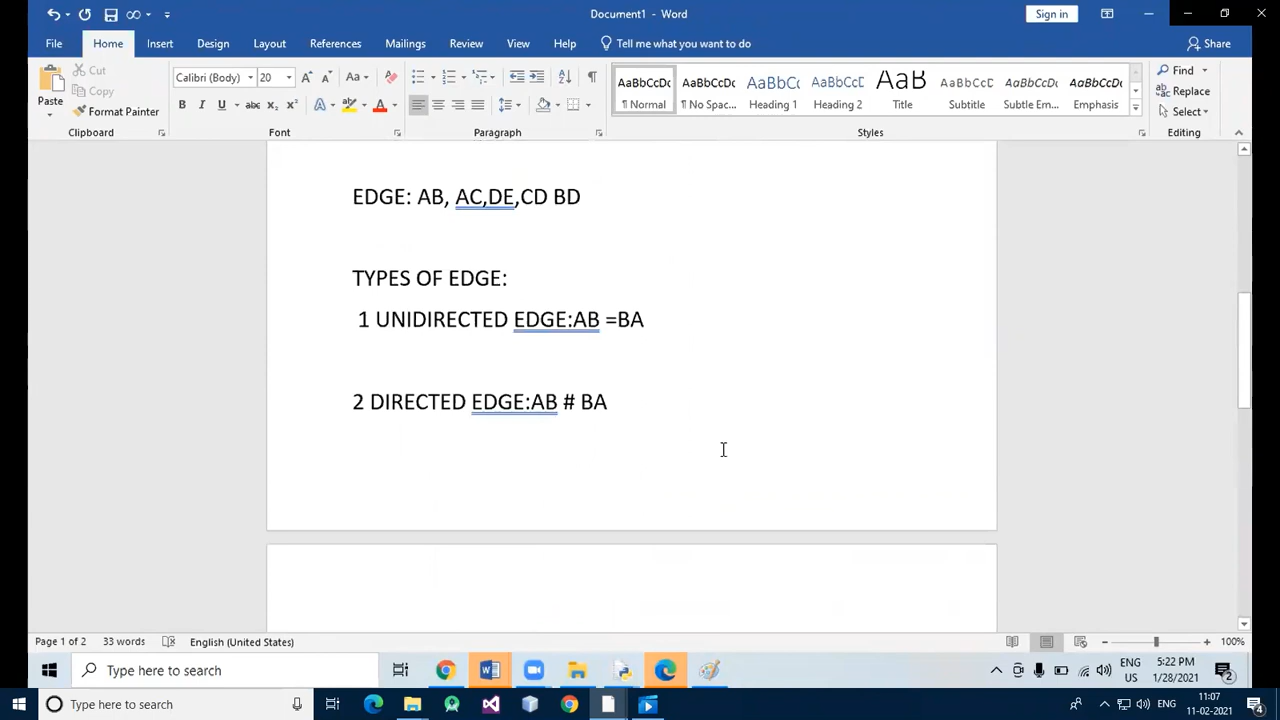 Document1 - Word
Sign in
File Home Insert Design Layout References Mailings Review View Help Tell me what you want to do Share
Paste
Cut
Copy
Format Painter
Clipboard
Calibri (Body) 20
Font
Paragraph
AaBbCcDc AaBbCcDc AaBbCc AaBbCcC AaB AaBbCcD AaBbCcDc AaBbCcDc
¶ Normal ¶ No Spac... Heading 1 Heading 2 Title Subtitle Subtle Em... Emphasis
Styles
Find
Replace
Select
Editing
EDGE: AB, AC,DE,CD BD
TYPES OF EDGE:
1 UNIDIRECTED EDGE:AB =BA
2 DIRECTED EDGE:AB # BA
Page 1 of 2 33 words English (United States) 100%
Type here to search
ENG
US
5:22 PM
1/28/2021
2
Type here to search
ENG
11:07
11-02-2021
4